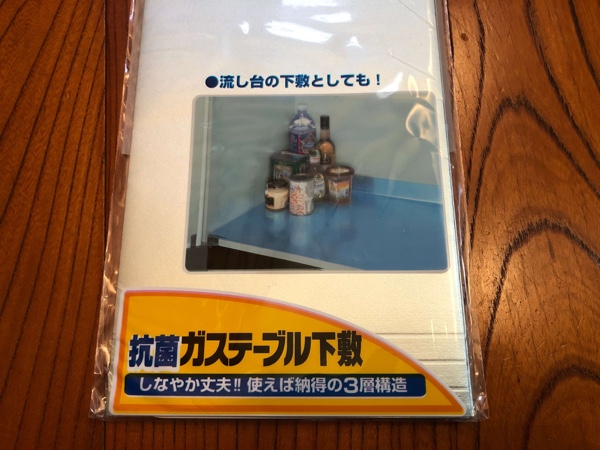 ●流し台の下敷としても！
抗菌ガステーブル下敷
しなやか丈夫!! 使えば納得の3層構造